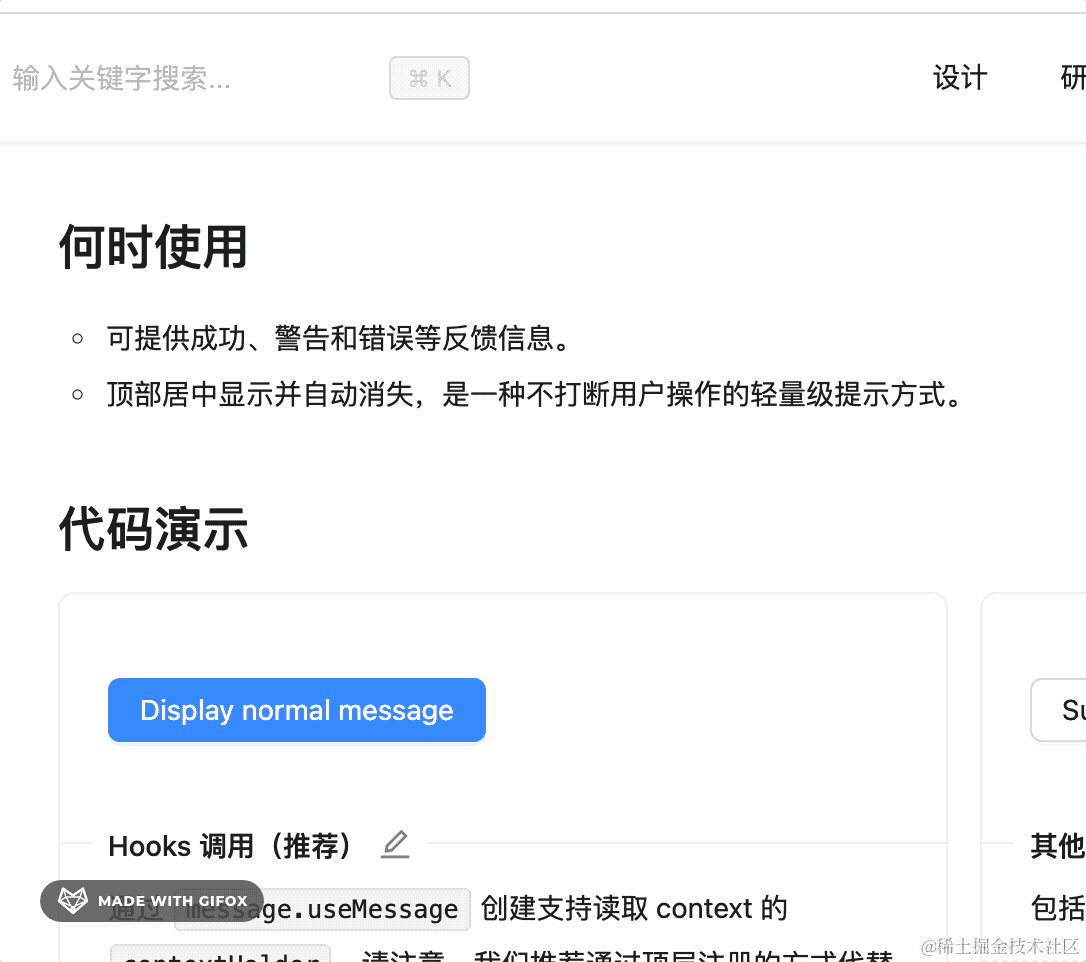 输入关键字搜索... ⌘ K 设计 研
何时使用
可提供成功、警告和错误等反馈信息。
顶部居中显示并自动消失，是一种不打断用户操作的轻量级提示方式。
代码演示
Display normal message Su
Hooks 调用（推荐） 其他
通过 message.useMessage 创建支持读取 context 的 包括
MADE WITH GIFOX
contextHolder 。请注意，我们推荐通过顶层注册的方式代替
@稀土掘金技术社区